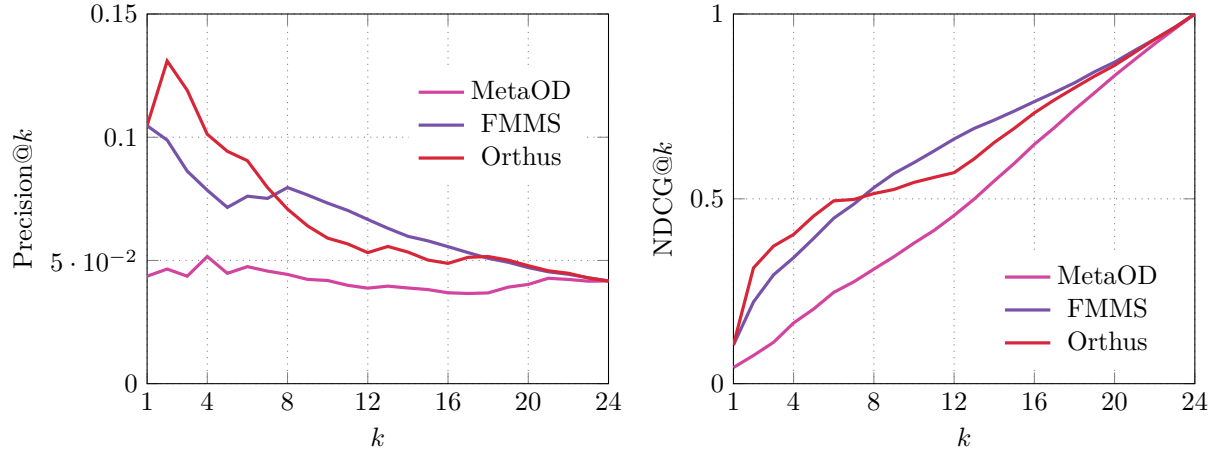 0.15
0.1
5 · 10⁻²
0
Precision@k
1 4 8 12 16 20 24
k
MetaOD
FMMS
Orthus
1
0.5
0
NDCG@k
1 4 8 12 16 20 24
k
MetaOD
FMMS
Orthus